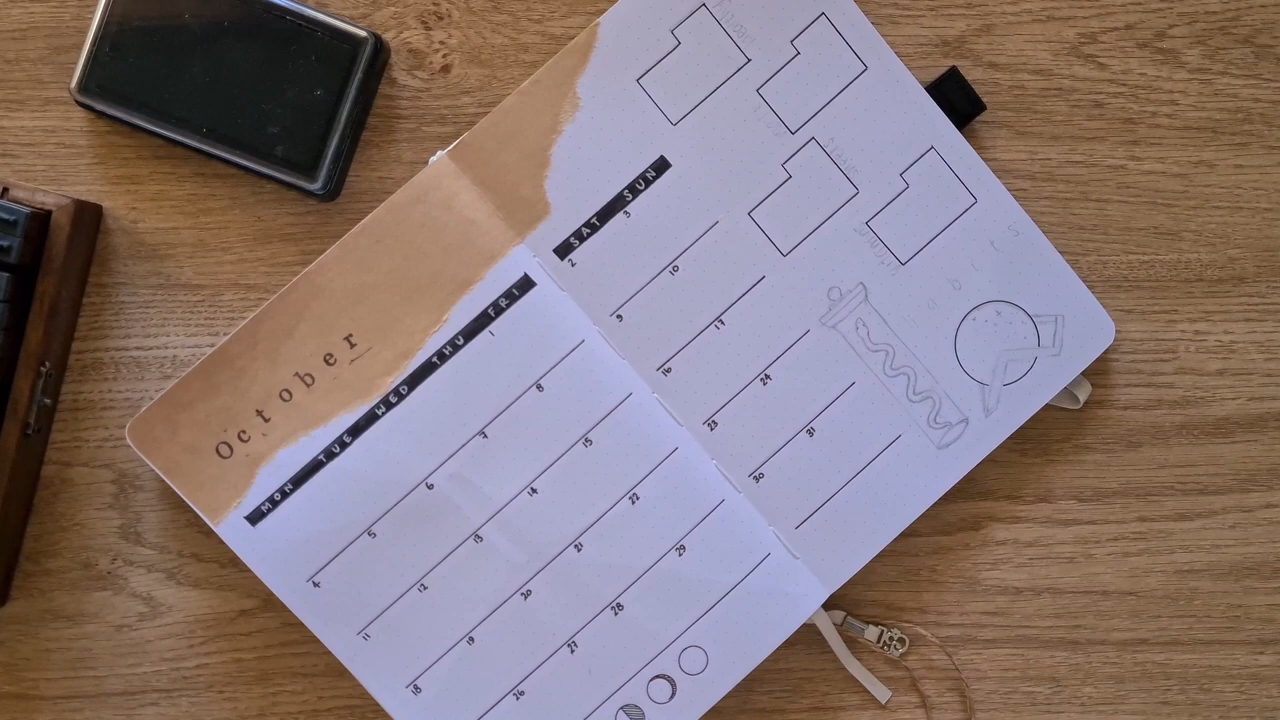 October
MON TUE WED THU FRI
SAT SUN
1 2 3
4 5 6 7 8 9 10
11 12 13 14 15 16 17
18 19 20 21 22 23 24
26 27 28 29 30 31